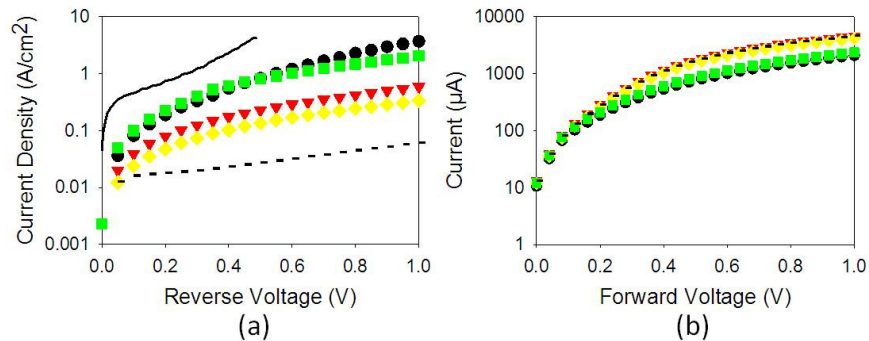 Current Density (A/cm2)
10
1
0.1
0.01
0.001
0.0 0.2 0.4 0.6 0.8 1.0
Reverse Voltage (V)
(a)
Current (μA)
10000
1000
100
10
1
0.0 0.2 0.4 0.6 0.8 1.0
Forward Voltage (V)
(b)